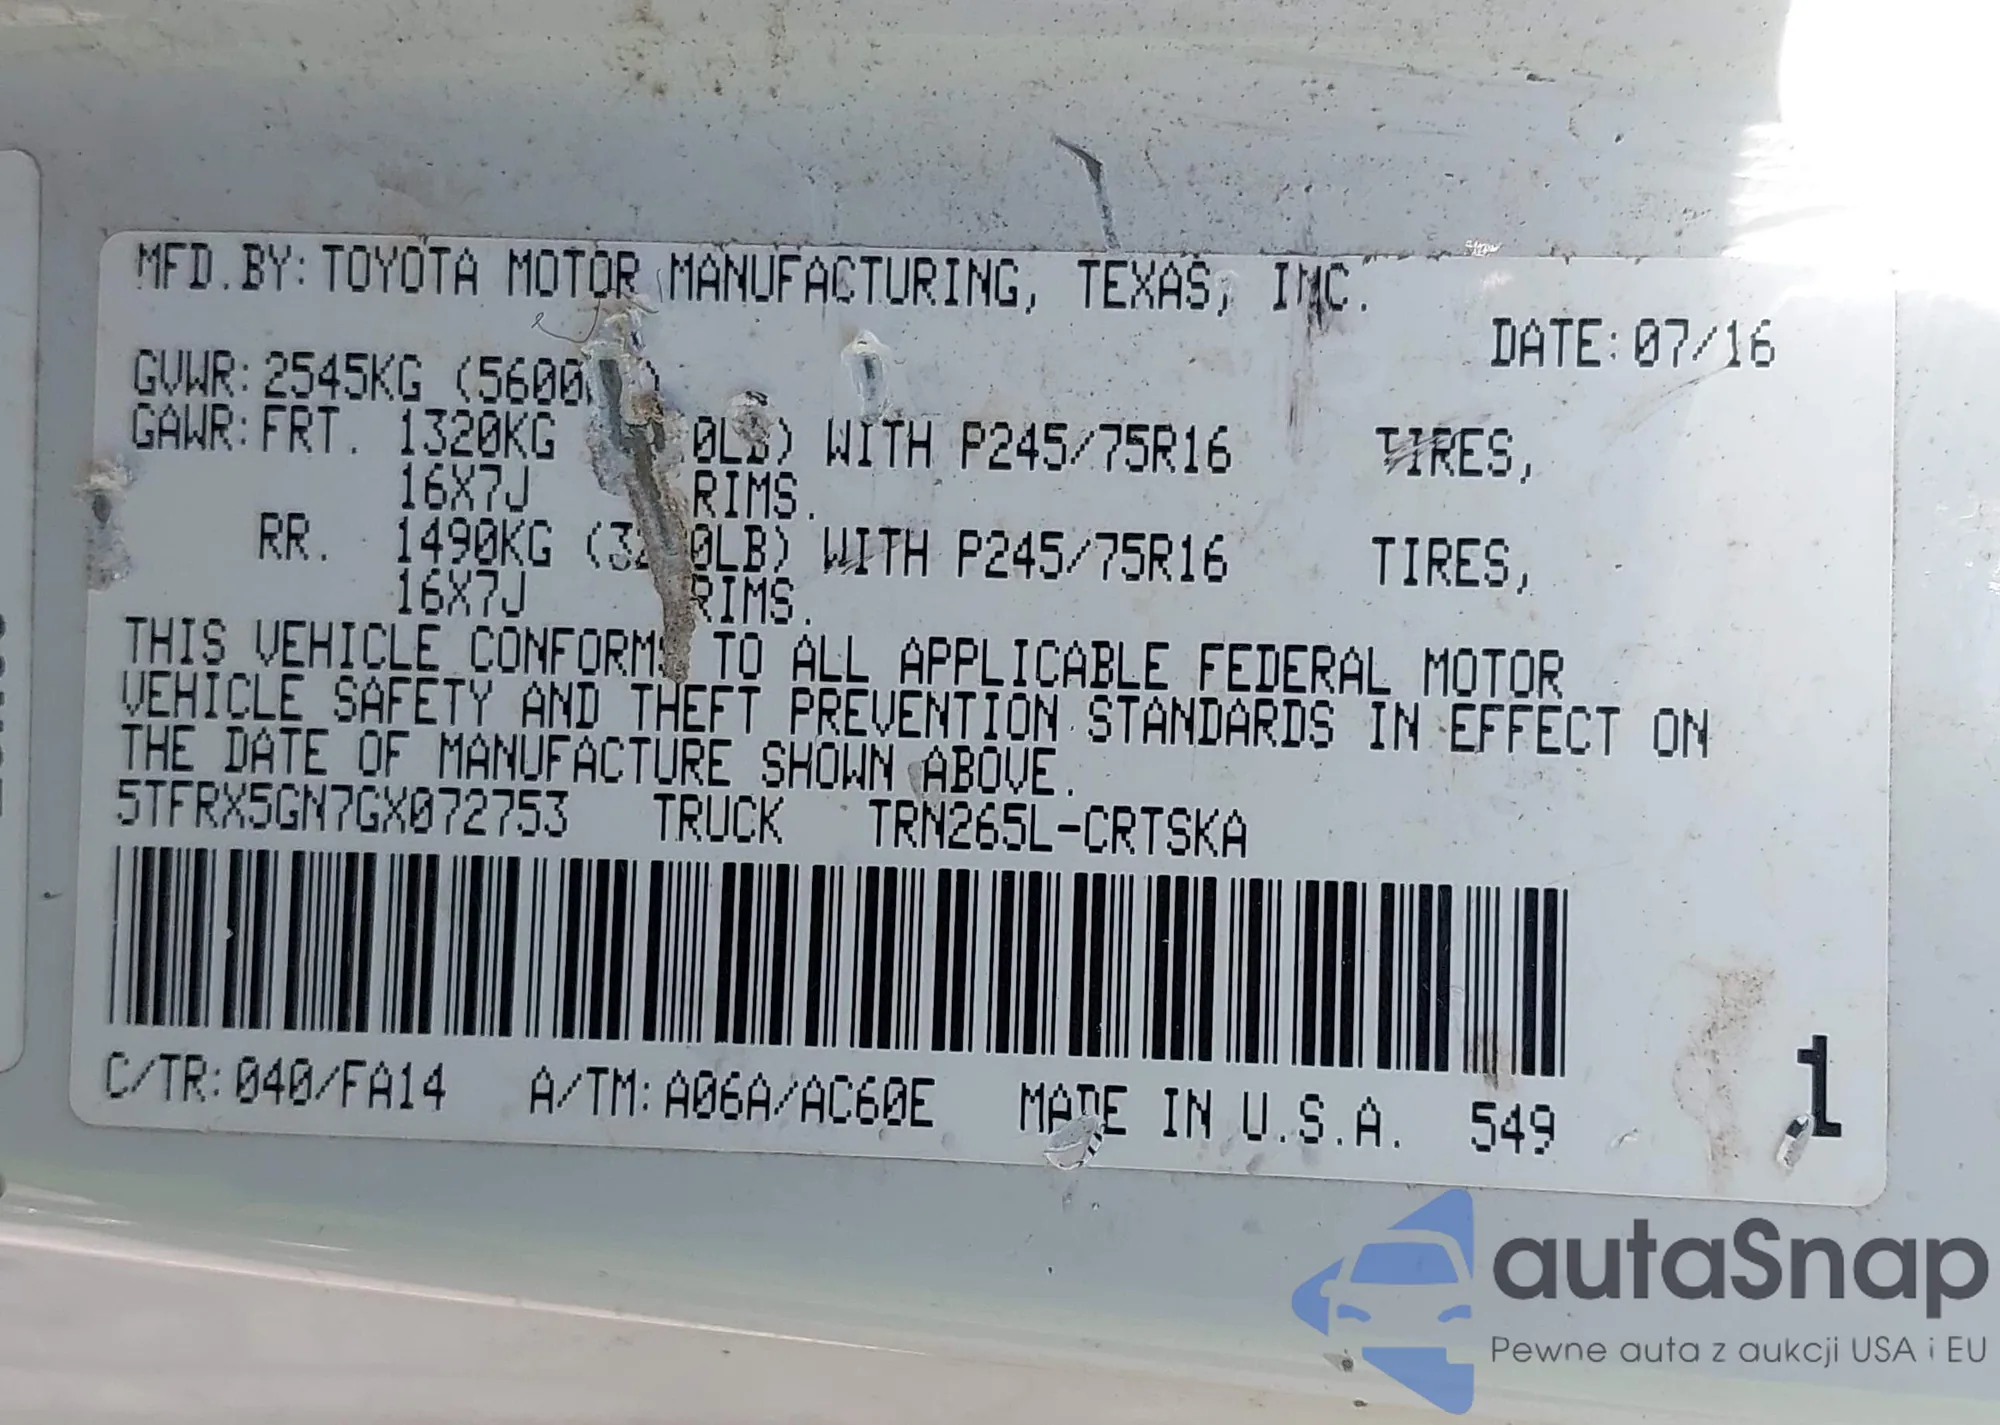 MFD.BY: TOYOTA MOTOR MANUFACTURING, TEXAS, INC.
DATE: 07/16
GVWR: 2545KG (5600
GAWR: FRT. 1320KG 0LB) WITH P245/75R16 TIRES,
16X7J RIMS.
RR. 1490KG WITH P245/75R16 TIRES,
16X7J RIMS.
THIS VEHICLE CONFORMS TO ALL APPLICABLE FEDERAL MOTOR
VEHICLE SAFETY AND THEFT PREVENTION STANDARDS IN EFFECT ON
THE DATE OF MANUFACTURE SHOWN ABOVE.
5TFRX5GN7GX072753 TRUCK TRN265L-CRTSKA
C/TR: 040/FA14 A/TM: A06A/AC60E MADE IN U.S.A. 549
1
autaSnap
Pewne auta z aukcji USA i EU